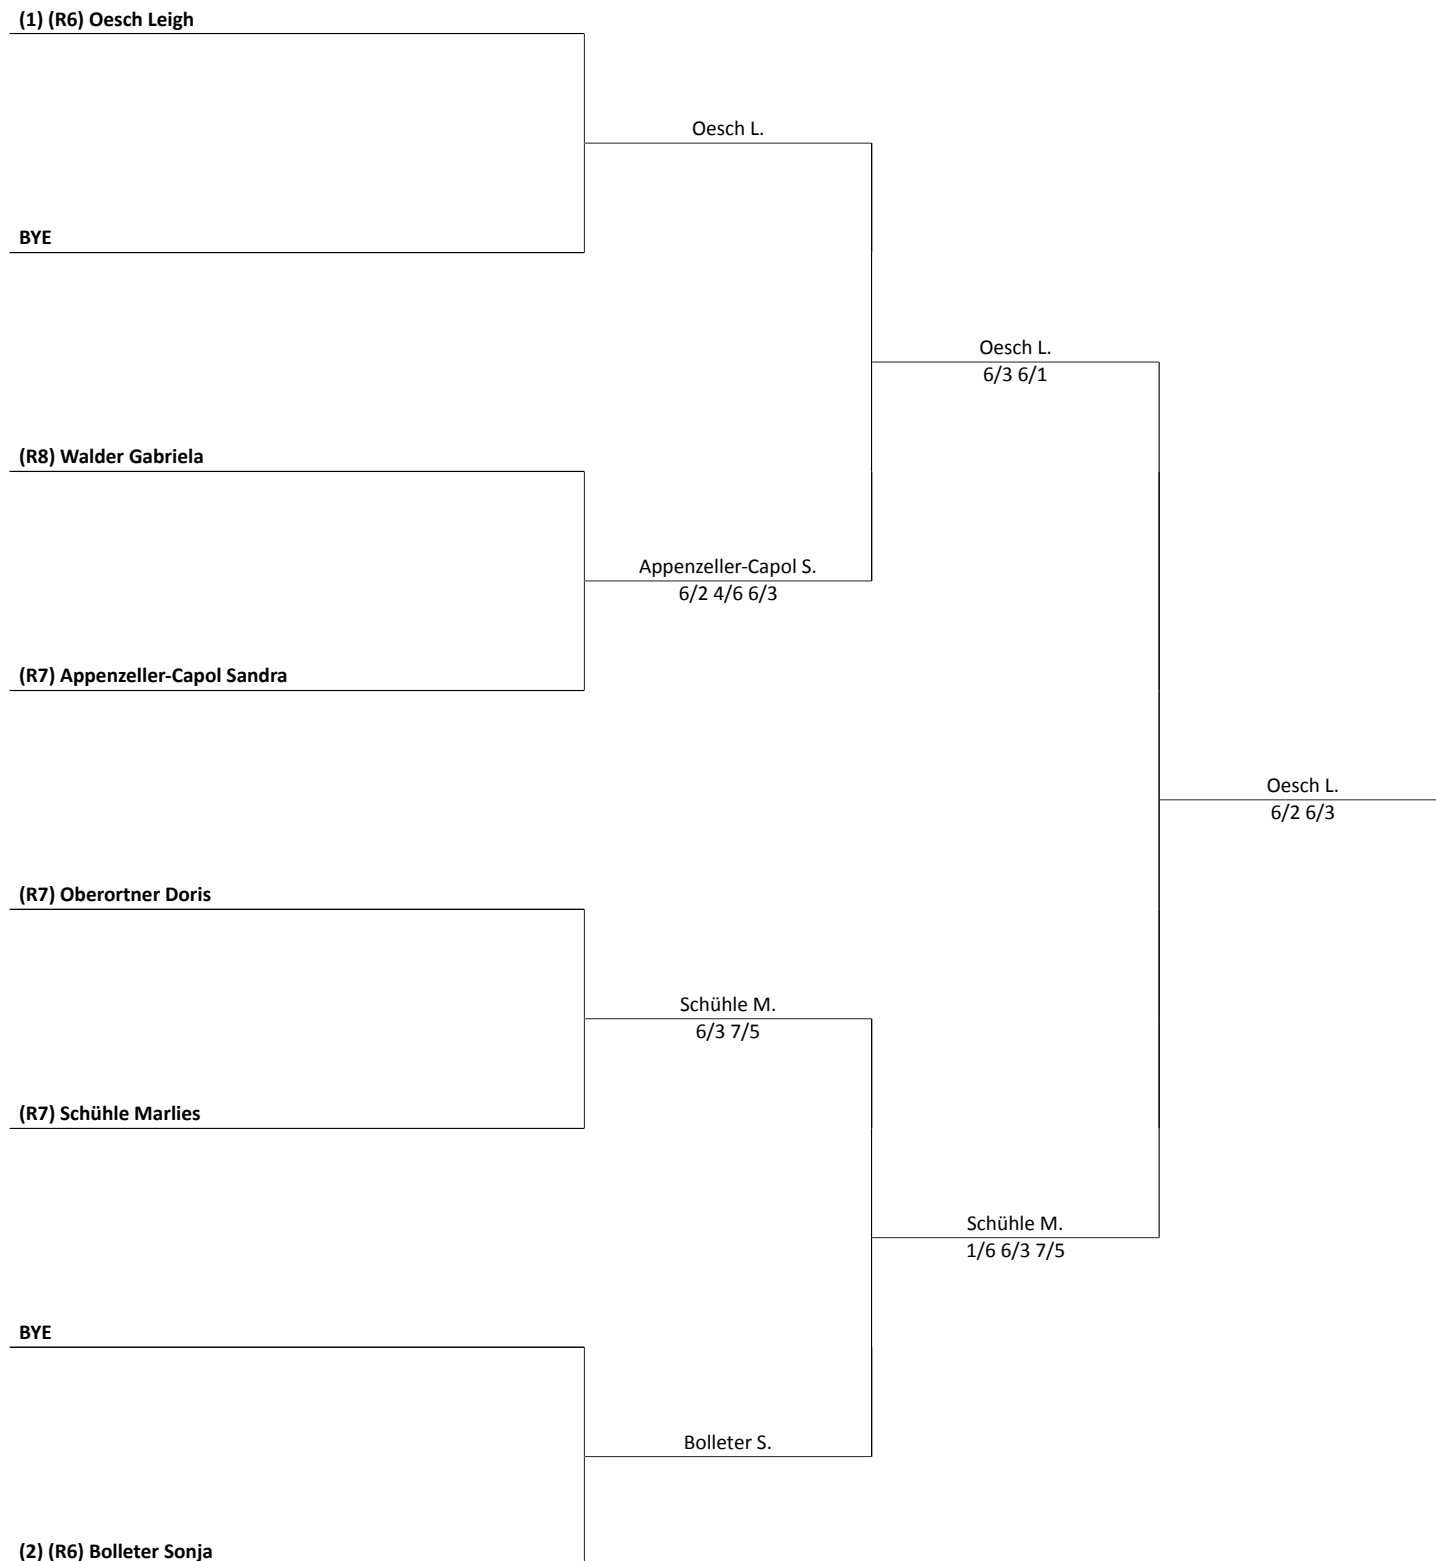 (1) (R6) Oesch Leigh
Oesch L.
BYE
Oesch L.
6/3 6/1
(R8) Walder Gabriela
Appenzeller-Capol S.
6/2 4/6 6/3
(R7) Appenzeller-Capol Sandra
Oesch L.
6/2 6/3
(R7) Oberortner Doris
Schühle M.
6/3 7/5
(R7) Schühle Marlies
Schühle M.
1/6 6/3 7/5
BYE
Bolleter S.
(2) (R6) Bolleter Sonja